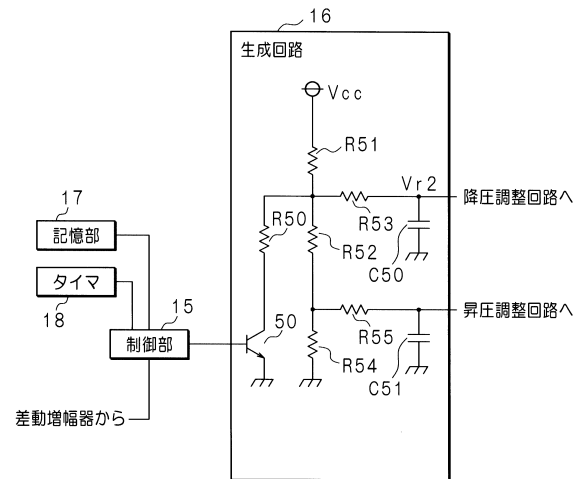 16
生成回路
Vcc
R51
Vr2
降圧調整回路へ
R53
17
記憶部
R50
R52
C50
タイマ
18
15
昇圧調整回路へ
50
R55
制御部
R54
C51
差動増幅器から